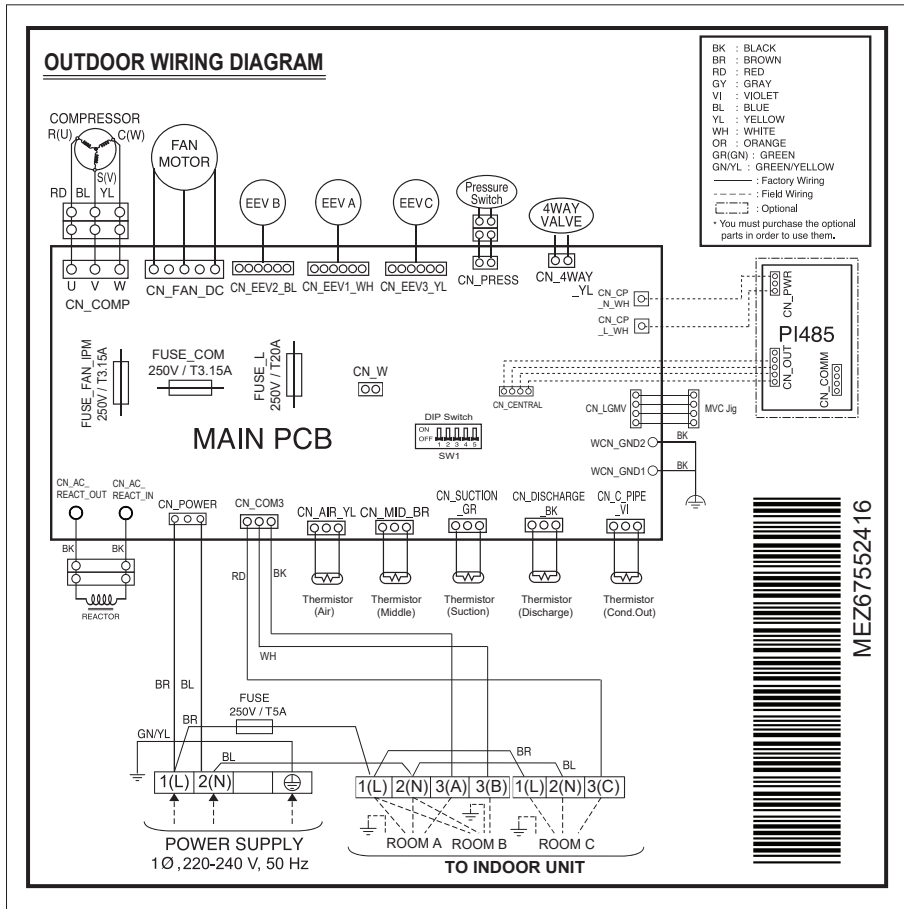 OUTDOOR WIRING DIAGRAM
BK : BLACK
BR : BROWN
RD : RED
GY : GRAY
VI : VIOLET
BL : BLUE
YL : YELLOW
WH : WHITE
OR : ORANGE
GR(GN) : GREEN
GN/YL : GREEN/YELLOW
: Factory Wiring
: Field Wiring
: Optional
* You must purchase the optional
parts in order to use them.
COMPRESSOR
R(U) C(W)
S(V)
RD BL YL
FAN
MOTOR
EEV B
EEV A
EEV C
Pressure
Switch
4WAY
VALVE
U V W
CN_COMP
CN_FAN_DC
CN_EEV2_BL
CN_EEV1_WH
CN_EEV3_YL
CN_PRESS
CN_4WAY
_YL
CN_CP
_N_WH
CN_CP
_L_WH
CN_PWR
PI485
CN_OUT
CN_COMM
FUSE_FAN_IPM
250V / T3.15A
FUSE_COM
250V / T3.15A
FUSE_L
250V / T20A
CN_W
CN_CENTRAL
CN_LGMV
MVC Jig
DIP Switch
ON
OFF
1 2 3 4 5
SW1
MAIN PCB
WCN_GND2
BK
WCN_GND1
BK
CN_AC_
REACT_OUT
CN_AC_
REACT_IN
CN_POWER
CN_COM3
CN_AIR_YL
CN_MID_BR
CN_SUCTION
_GR
CN_DISCHARGE
_BK
CN_C_PIPE
_VI
BK BK
REACTOR
RD
BK
WH
Thermistor
(Air)
Thermistor
(Middle)
Thermistor
(Suction)
Thermistor
(Discharge)
Thermistor
(Cond.Out)
MEZ67552416
BR BL
BR
FUSE
250V / T5A
GN/YL
BL
BR
BL
1(L) 2(N)
1(L) 2(N) 3(A) 3(B) 1(L) 2(N) 3(C)
ROOM A ROOM B ROOM C
POWER SUPPLY
1Ø ,220-240 V, 50 Hz
TO INDOOR UNIT